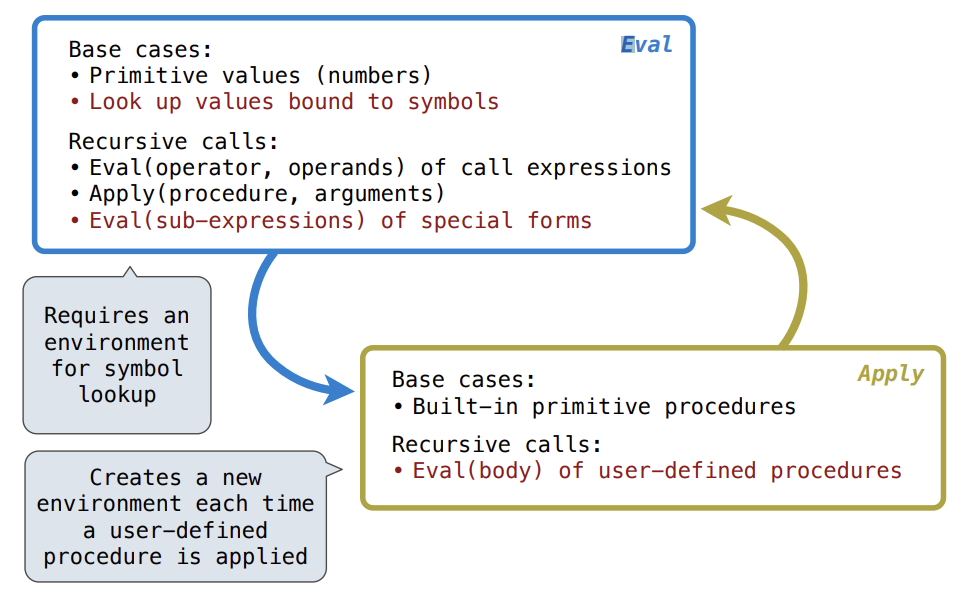 Eval
Base cases:
• Primitive values (numbers)
• Look up values bound to symbols
Recursive calls:
• Eval(operator, operands) of call expressions
• Apply(procedure, arguments)
• Eval(sub-expressions) of special forms
Requires an
environment
for symbol
lookup
Apply
Base cases:
• Built-in primitive procedures
Recursive calls:
• Eval(body) of user-defined procedures
Creates a new
environment each time
a user-defined
procedure is applied